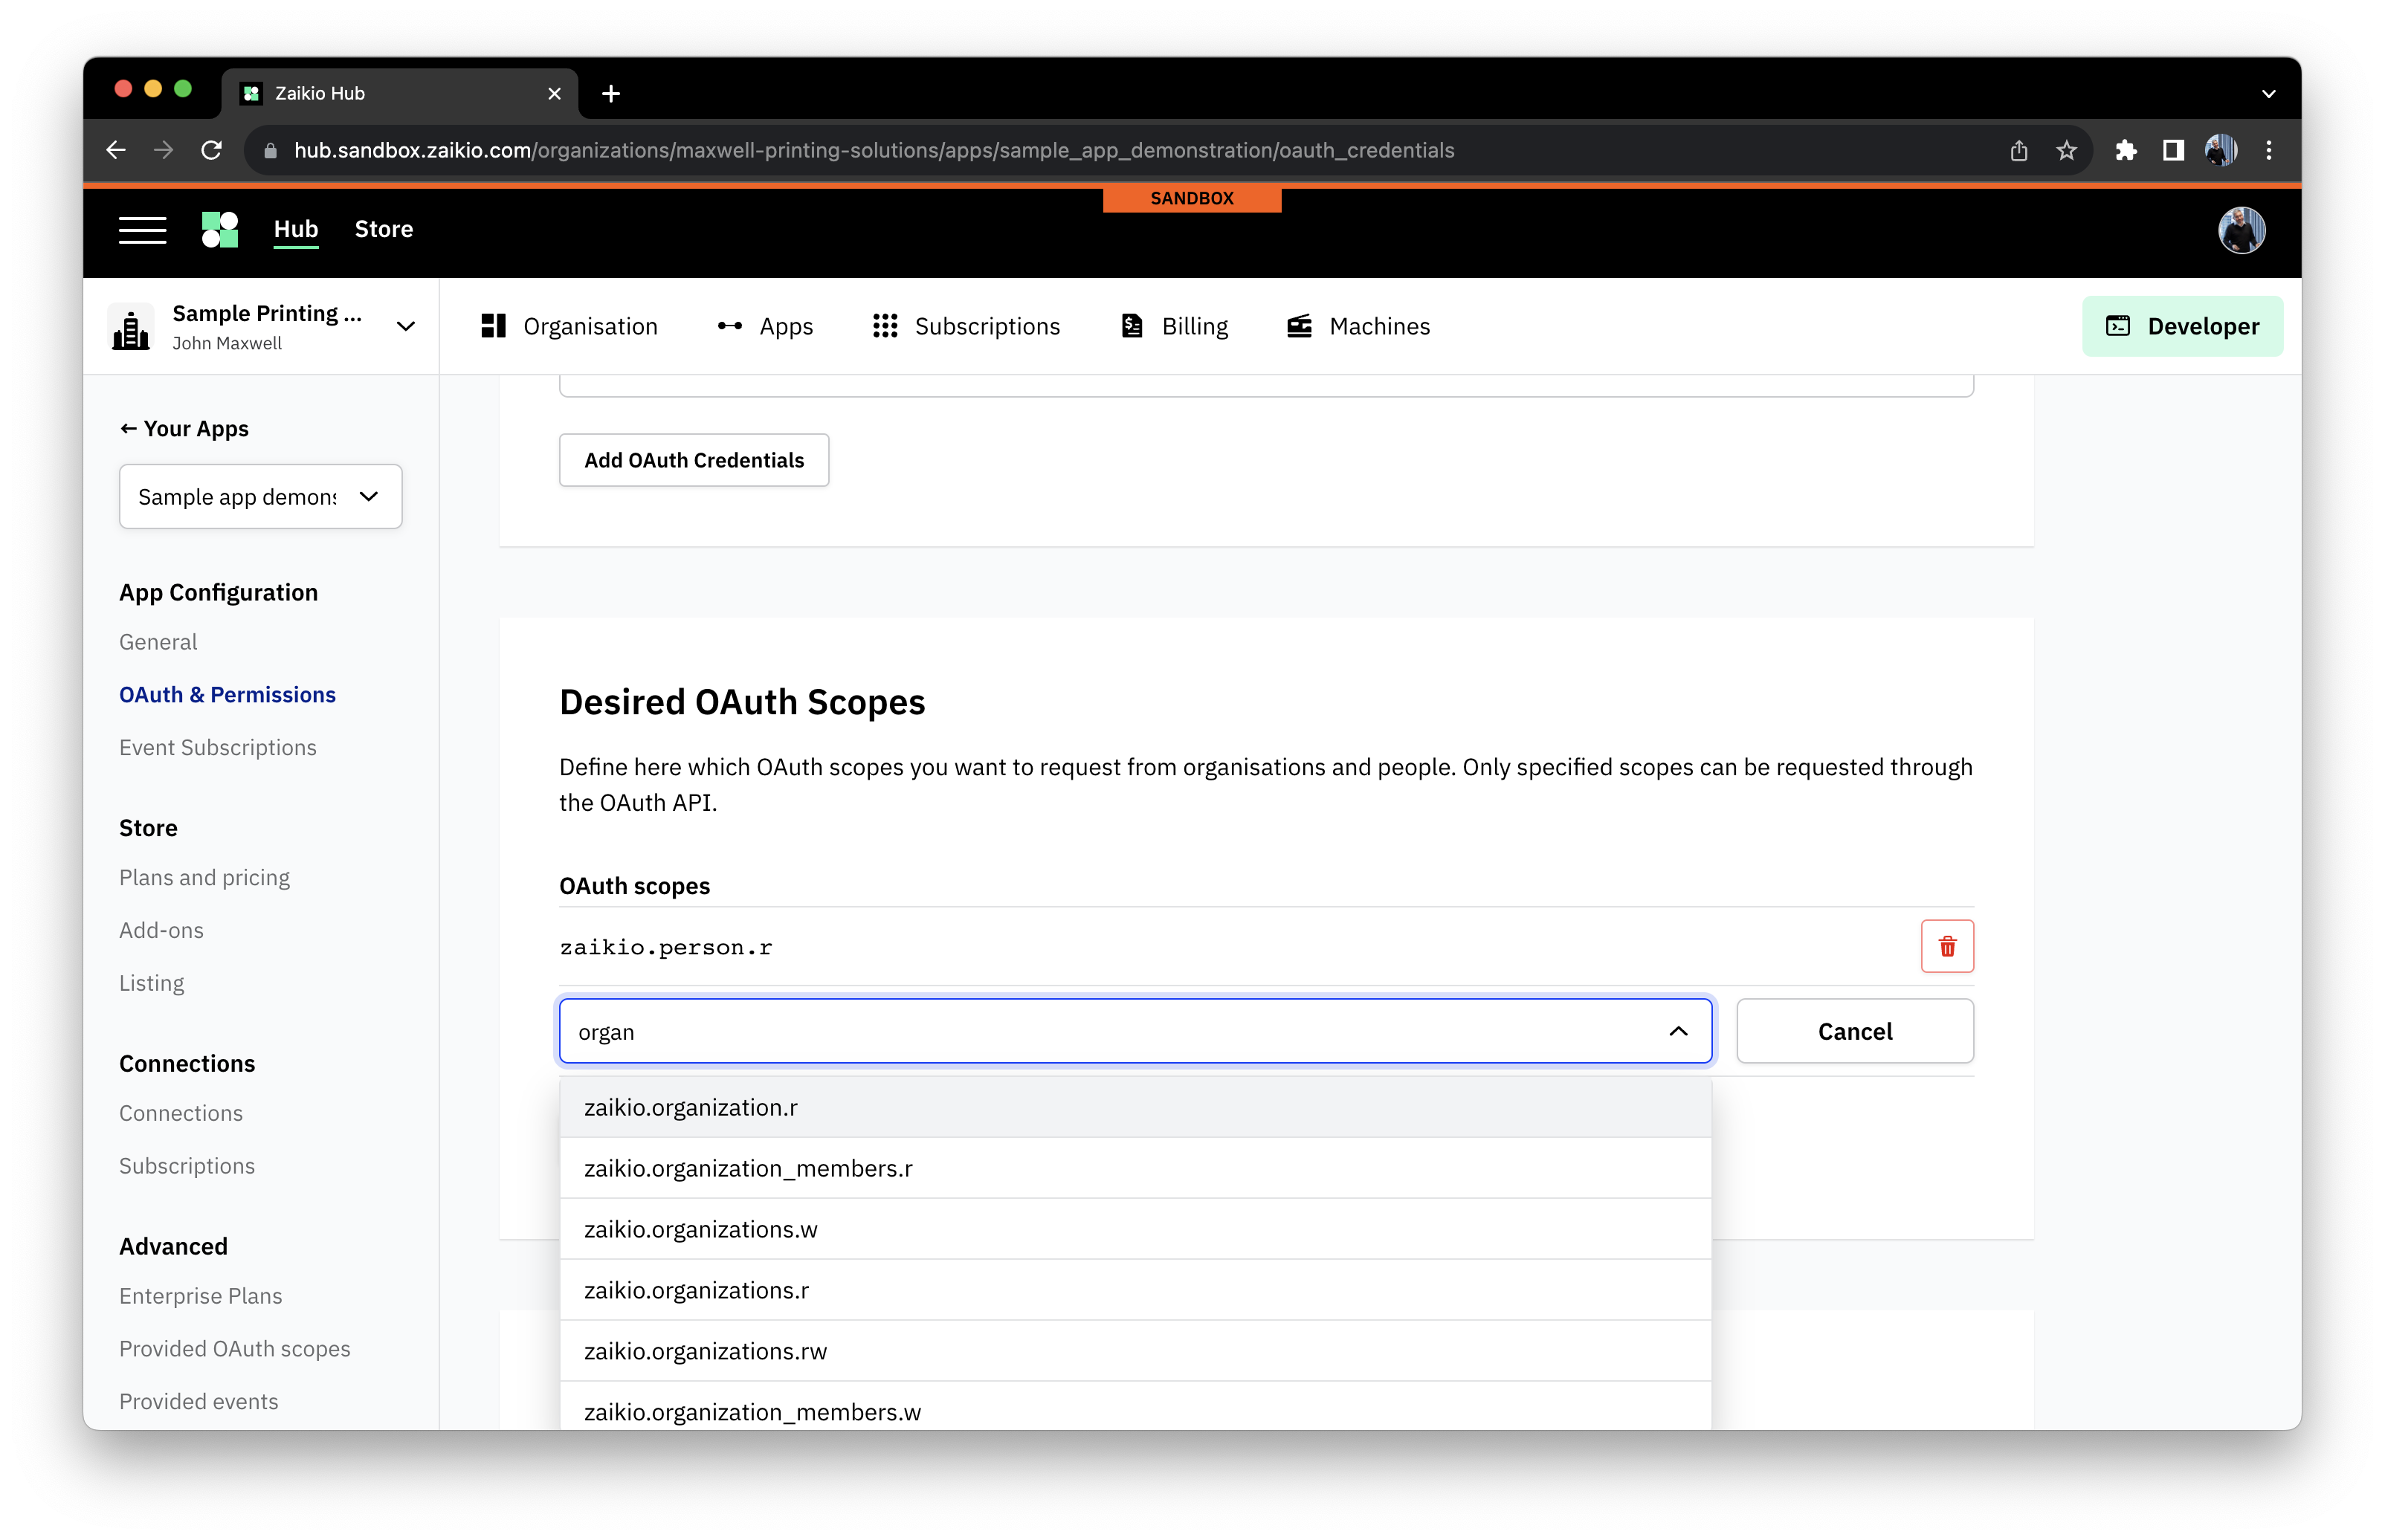 Zaikio Hub
hub.sandbox.zaikio.com/organizations/maxwell-printing-solutions/apps/sample_app_demonstration/oauth_credentials
SANDBOX
Hub
Store
Sample Printing ...
John Maxwell
Organisation
Apps
Subscriptions
Billing
Machines
Developer
← Your Apps
Sample app demons
App Configuration
General
OAuth & Permissions
Event Subscriptions
Store
Plans and pricing
Add-ons
Listing
Connections
Connections
Subscriptions
Advanced
Enterprise Plans
Provided OAuth scopes
Provided events
Add OAuth Credentials
Desired OAuth Scopes
Define here which OAuth scopes you want to request from organisations and people. Only specified scopes can be requested through
the OAuth API.
OAuth scopes
zaikio.person.r
organ
Cancel
zaikio.organization.r
zaikio.organization_members.r
zaikio.organizations.w
zaikio.organizations.r
zaikio.organizations.rw
zaikio.organization_members.w